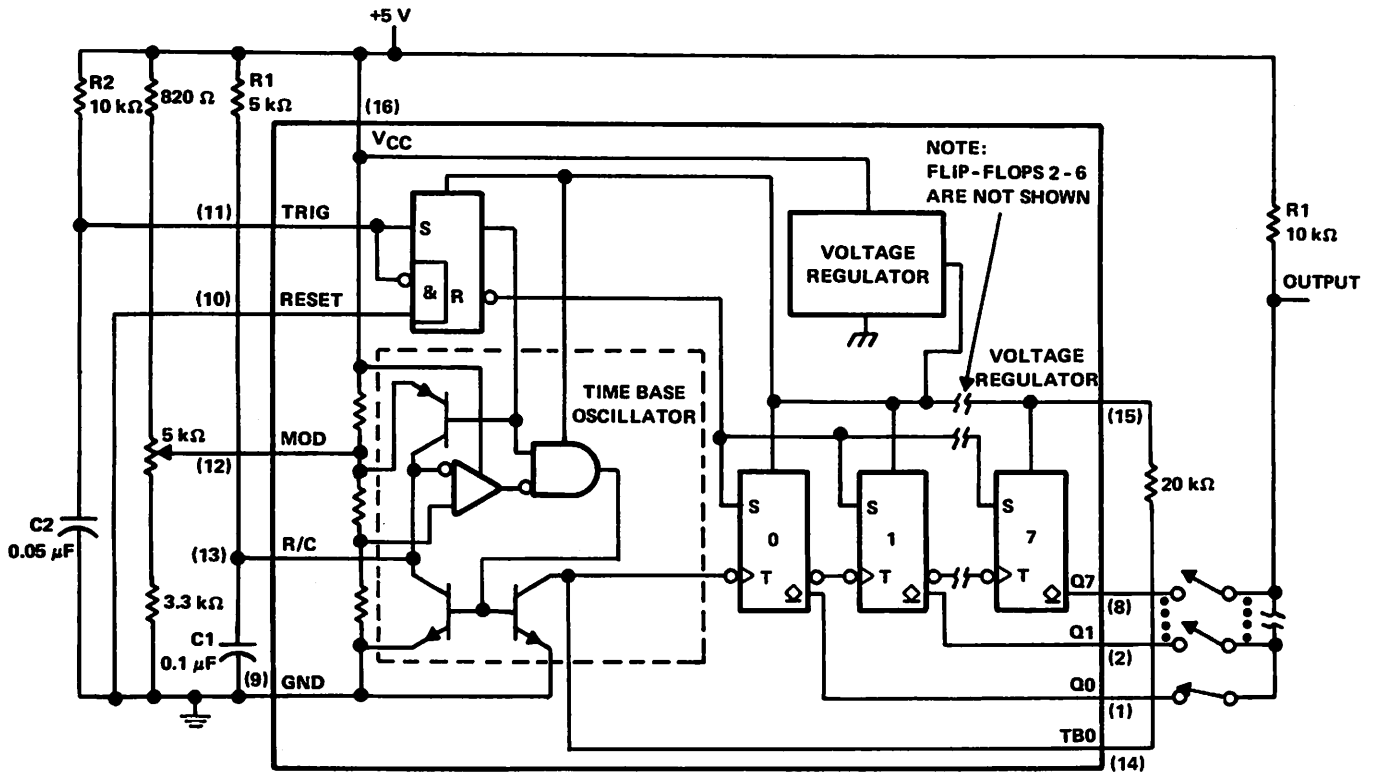 +5 V
R2
10 kΩ
820 Ω
R1
5 kΩ
(16)
VCC
NOTE:
FLIP-FLOPS 2 - 6
ARE NOT SHOWN
(11)
TRIG
S
&
R
(10)
RESET
VOLTAGE
REGULATOR
R1
10 kΩ
OUTPUT
TIME BASE
OSCILLATOR
VOLTAGE
REGULATOR
(15)
5 kΩ
(12)
MOD
20 kΩ
S
0
T
S
1
T
S
7
T
C2
0.05 μF
(13)
R/C
Q7
(8)
3.3 kΩ
C1
0.1 μF
Q1
(2)
(9)
GND
Q0
(1)
TB0
(14)